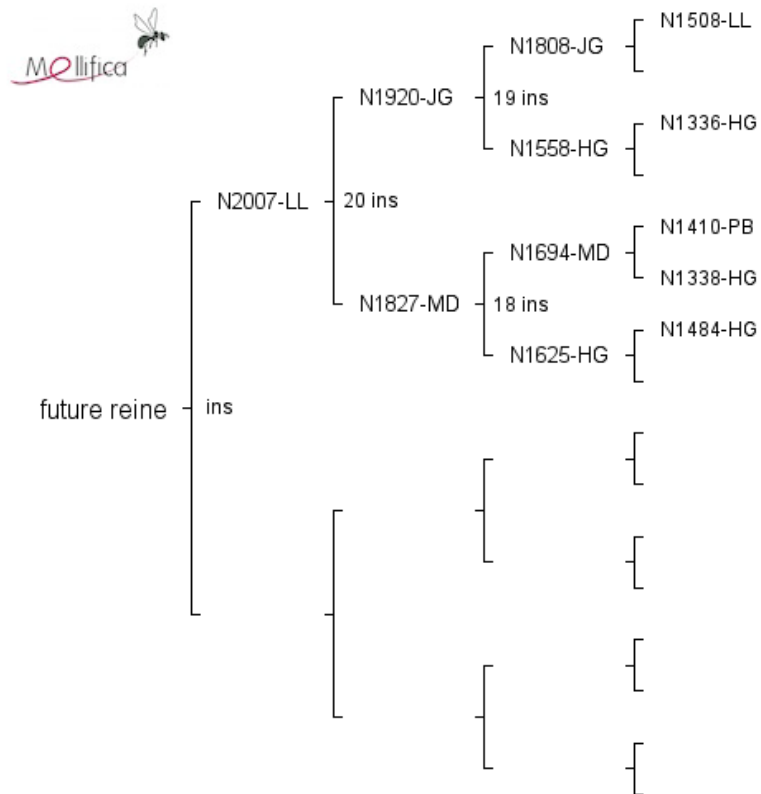 Mellifica
N1508-LL
N1808-JG
N1920-JG
19 ins
N1336-HG
N1558-HG
N2007-LL
20 ins
N1410-PB
N1694-MD
N1338-HG
N1827-MD
18 ins
N1484-HG
N1625-HG
future reine
ins